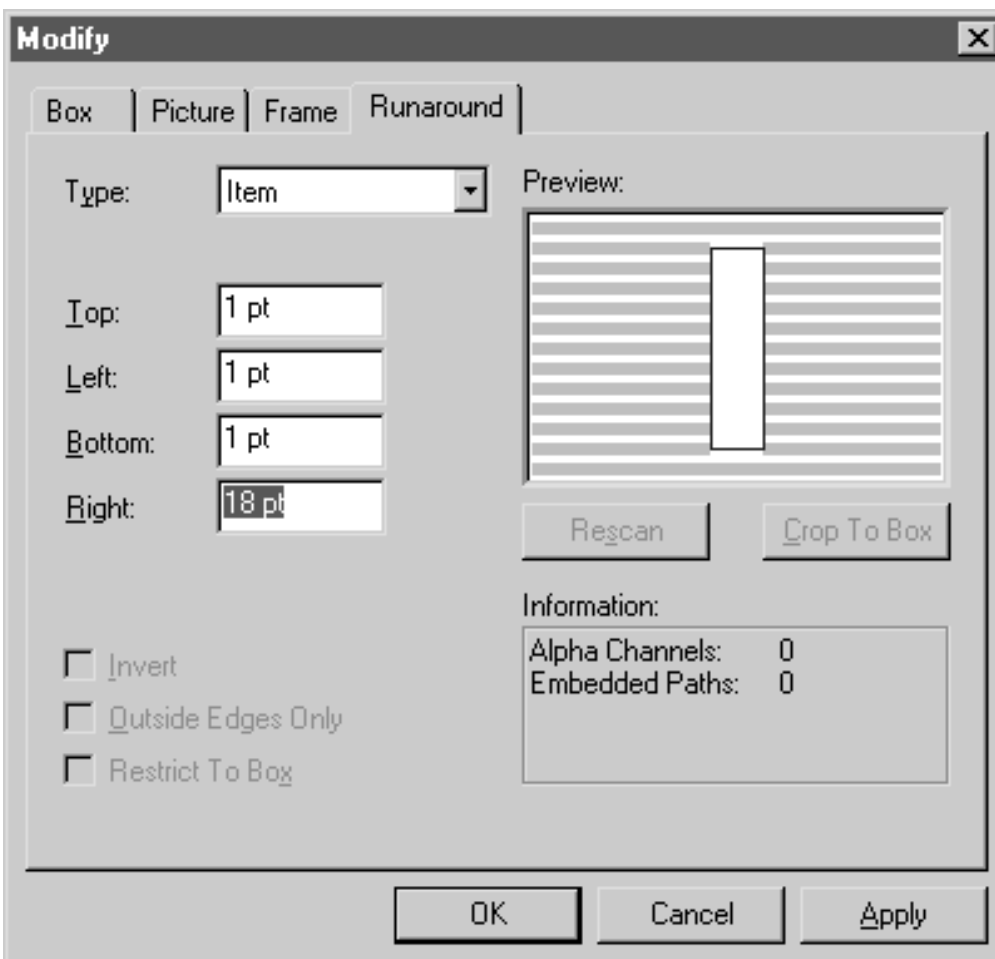 Modify
Box Picture Frame Runaround
Type: Item
Preview:
Top: 1 pt
Left: 1 pt
Bottom: 1 pt
Right: 18 pt
Rescan Crop To Box
Information:
Alpha Channels: 0
Embedded Paths: 0
Invert
Outside Edges Only
Restrict To Box
OK Cancel Apply